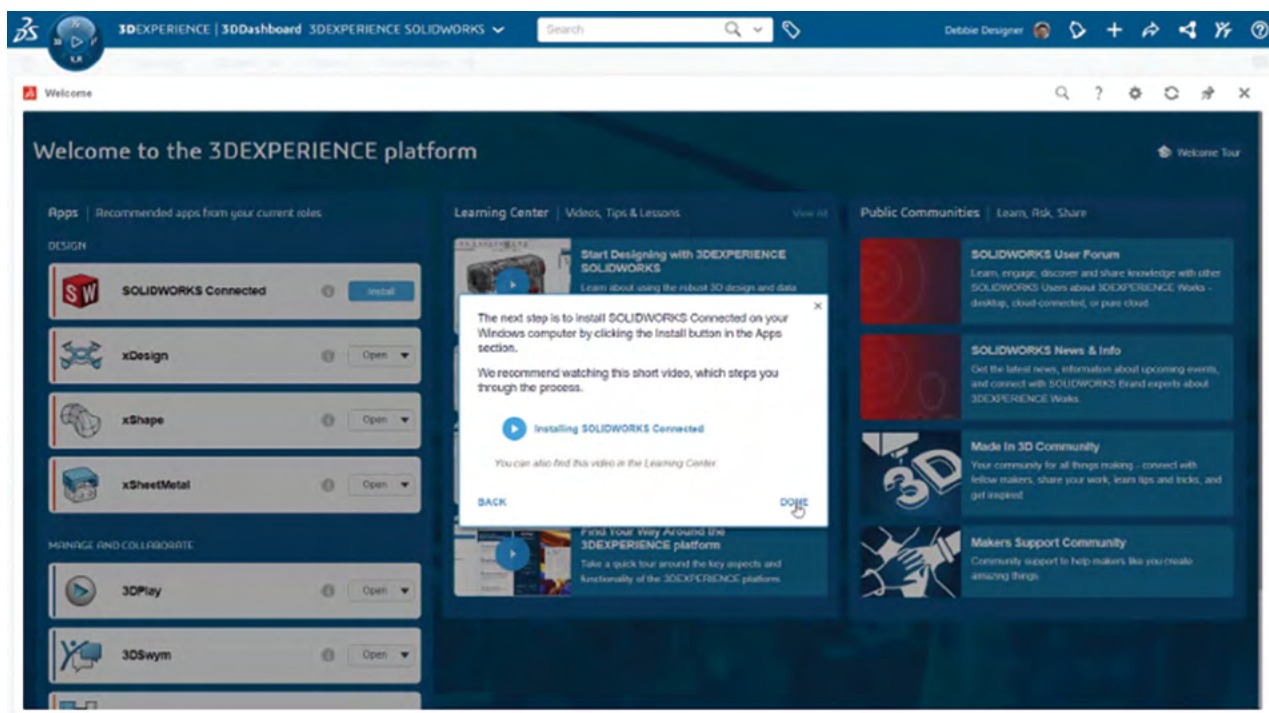 3DEXPERIENCE | 3DDashboard 3DEXPERIENCE SOLIDWORKS
Search
Debbie Designer
Welcome
Welcome to the 3DEXPERIENCE platform
Welcome Tour
Apps | Recommended apps from your current roles
DESIGN
SOLIDWORKS Connected
Install
xDesign
Open
xShape
Open
xSheetMetal
Open
MANAGE AND COLLABORATE
3DPlay
Open
3DSwym
Open
Learning Center | Videos, Tips & Lessons
View All
Start Designing with 3DEXPERIENCE
SOLIDWORKS
Learn about using the robust 3D design and data
The next step is to install SOLIDWORKS Connected on your
Windows computer by clicking the Install button in the Apps
section.
We recommend watching this short video, which steps you
through the process.
Installing SOLIDWORKS Connected
You can also find this video in the Learning Center.
BACK
DONE
Find Your Way Around the
3DEXPERIENCE platform
Take a quick tour around the key aspects and
functionality of the 3DEXPERIENCE platform
Public Communities | Learn, Ask, Share
SOLIDWORKS User Forum
Learn, engage, discover and share knowledge with other
SOLIDWORKS Users about 3DEXPERIENCE Works -
desktop, cloud-connected, or pure cloud.
SOLIDWORKS News & Info
Get the latest news, information about upcoming events,
and connect with SOLIDWORKS Brand experts about
3DEXPERIENCE Works.
Made In 3D Community
Your community for all things making - connect with
fellow makers, share your work, learn tips and tricks, and
get inspired
Makers Support Community
Community support to help makers like you create
amazing things.